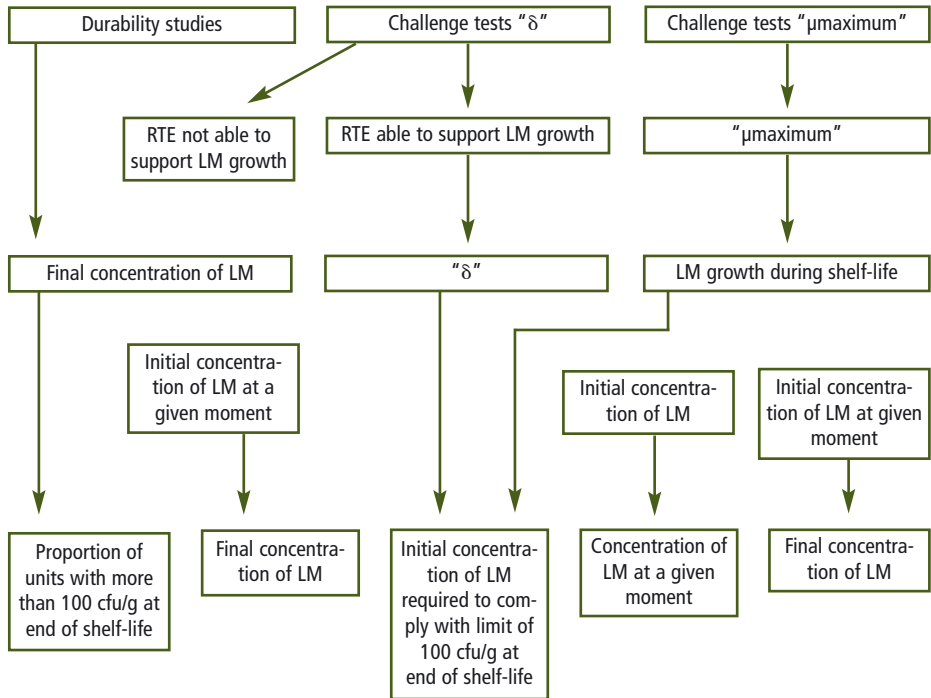 Durability studies
Challenge tests “δ”
Challenge tests “µmaximum”
RTE not able to
support LM growth
RTE able to support LM growth
“µmaximum”
Final concentration of LM
“δ”
LM growth during shelf-life
Initial concentra-
tion of LM at a
given moment
Initial concentra-
tion of LM
Initial concentra-
tion of LM at given
moment
Proportion of
units with more
than 100 cfu/g at
end of shelf-life
Final concentra-
tion of LM
Initial concentra-
tion of LM
required to com-
ply with limit of
100 cfu/g at
end of shelf-life
Concentration of
LM at a given
moment
Final concentra-
tion of LM